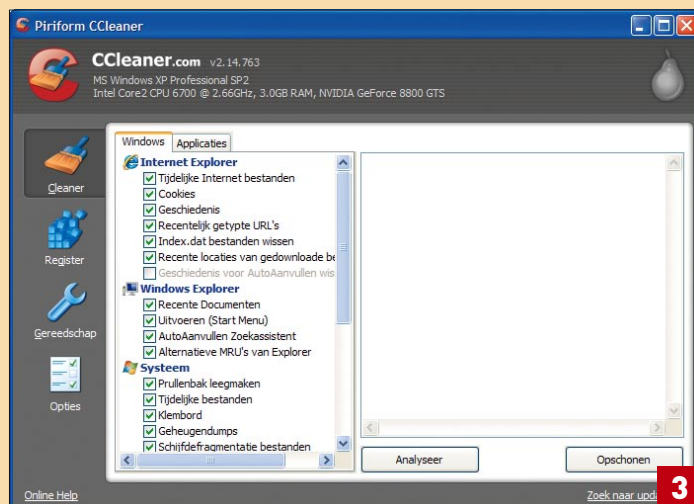 Piriform CCleaner
CCleaner.com v2.14.763
MS Windows XP Professional SP2
Intel Core2 CPU 6700 @ 2.66GHz, 3.0GB RAM, NVIDIA GeForce 8800 GTS
Cleaner
Register
Gereedschap
Opties
Windows
Applicaties
Internet Explorer
Tijdelijke Internet bestanden
Cookies
Geschiedenis
Recentelijk getypte URL's
Index.dat bestanden wissen
Recente locaties van gedownloade be
Geschiedenis voor AutoAanvullen wis
Windows Explorer
Recente Documenten
Uitvoeren (Start Menu)
AutoAanvullen Zoekassistent
Alternatieve MRU's van Explorer
Systeem
Prullenbak leegmaken
Tijdelijke bestanden
Klembord
Geheugendumps
Schijfdefragmentatie bestanden
Analyseer
Opschonen
Online Help
Zoek naar upda
3